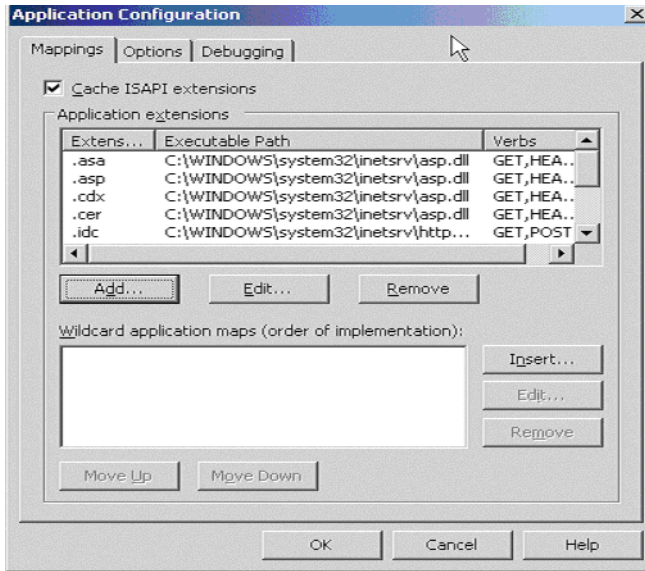 Application Configuration
Mappings Options Debugging
Cache ISAPI extensions
Application extensions
Extens... Executable Path Verbs
.asa C:\WINDOWS\system32\inetsrv\asp.dll GET,HEA..
.asp C:\WINDOWS\system32\inetsrv\asp.dll GET,HEA..
.cdx C:\WINDOWS\system32\inetsrv\asp.dll GET,HEA..
.cer C:\WINDOWS\system32\inetsrv\asp.dll GET,HEA..
.idc C:\WINDOWS\system32\inetsrv\http... GET,POST
Add... Edit... Remove
Wildcard application maps (order of implementation):
Insert...
Edit...
Remove
Move Up Move Down
OK Cancel Help